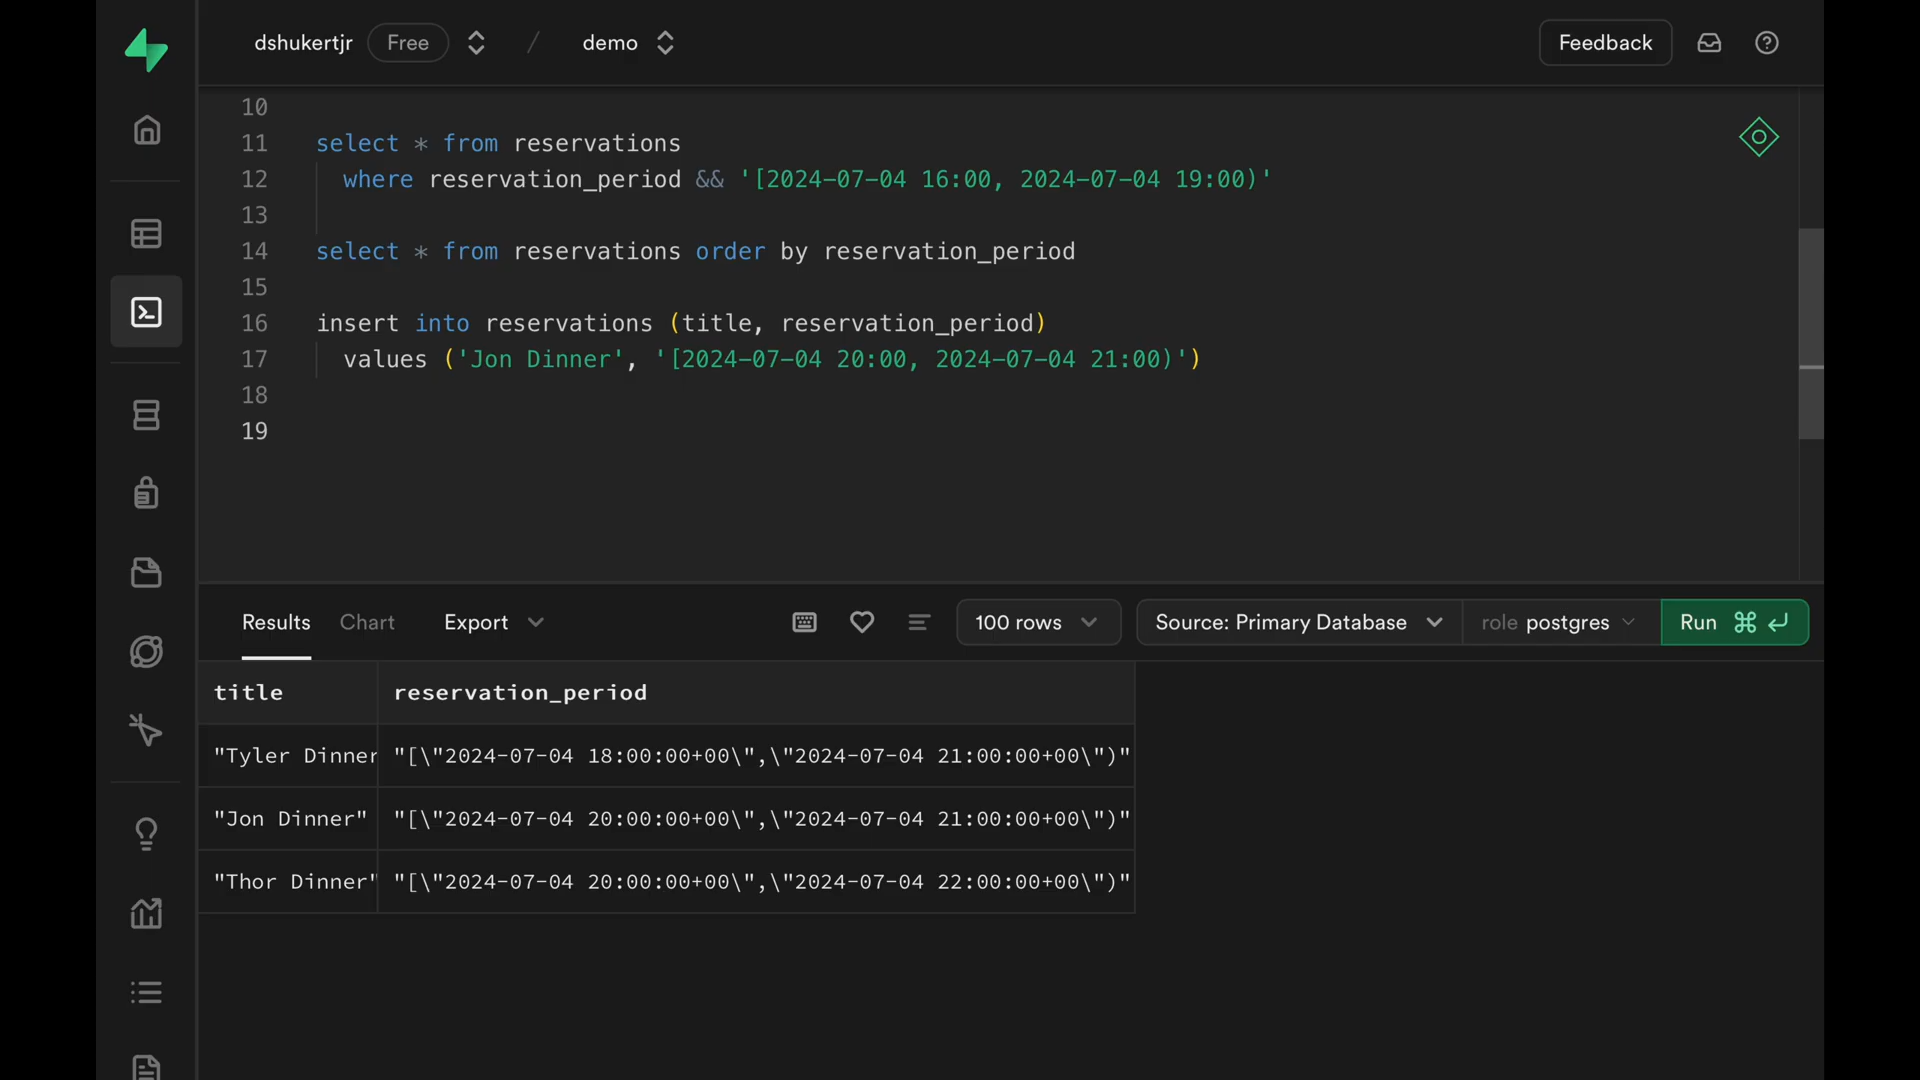 dshukertjr Free / demo Feedback
10
11 select * from reservations
12 where reservation_period && '[2024-07-04 16:00, 2024-07-04 19:00)'
13
14 select * from reservations order by reservation_period
15
16 insert into reservations (title, reservation_period)
17 values ('Jon Dinner', '[2024-07-04 20:00, 2024-07-04 21:00)')
18
19
Results Chart Export 100 rows Source: Primary Database role postgres Run ⌘ ↵
title reservation_period
"Tyler Dinner "[\"2024-07-04 18:00:00+00\",\"2024-07-04 21:00:00+00\")"
"Jon Dinner" "[\"2024-07-04 20:00:00+00\",\"2024-07-04 21:00:00+00\")"
"Thor Dinner" "[\"2024-07-04 20:00:00+00\",\"2024-07-04 22:00:00+00\")"